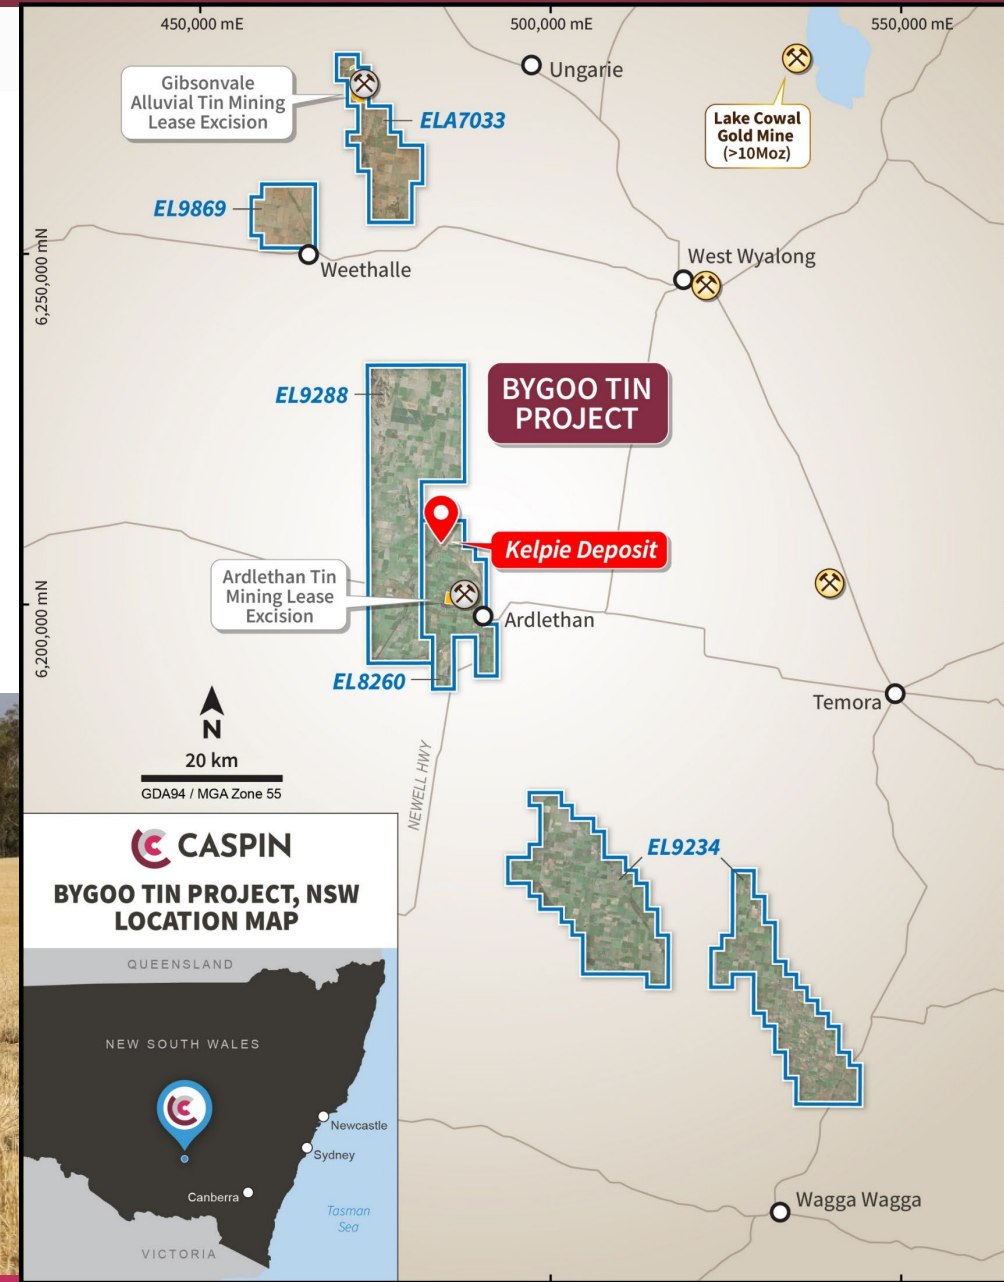 450,000 mE
500,000 mE
550,000 mE
Gibsonvale
Alluvial Tin Mining
Lease Excision
Ungarie
ELA7033
Lake Cowal
Gold Mine
(>10Moz)
EL9869
Weethalle
West Wyalong
6,250,000 mN
EL9288
BYGOO TIN
PROJECT
Kelpie Deposit
Ardlethan Tin
Mining Lease
Excision
Ardlethan
6,200,000 mN
EL8260
Temora
N
20 km
GDA94 / MGA Zone 55
NEWELL HWY
EL9234
CASPIN
BYGOO TIN PROJECT, NSW
LOCATION MAP
QUEENSLAND
NEW SOUTH WALES
Newcastle
Sydney
Canberra
Tasman
Sea
VICTORIA
Wagga Wagga